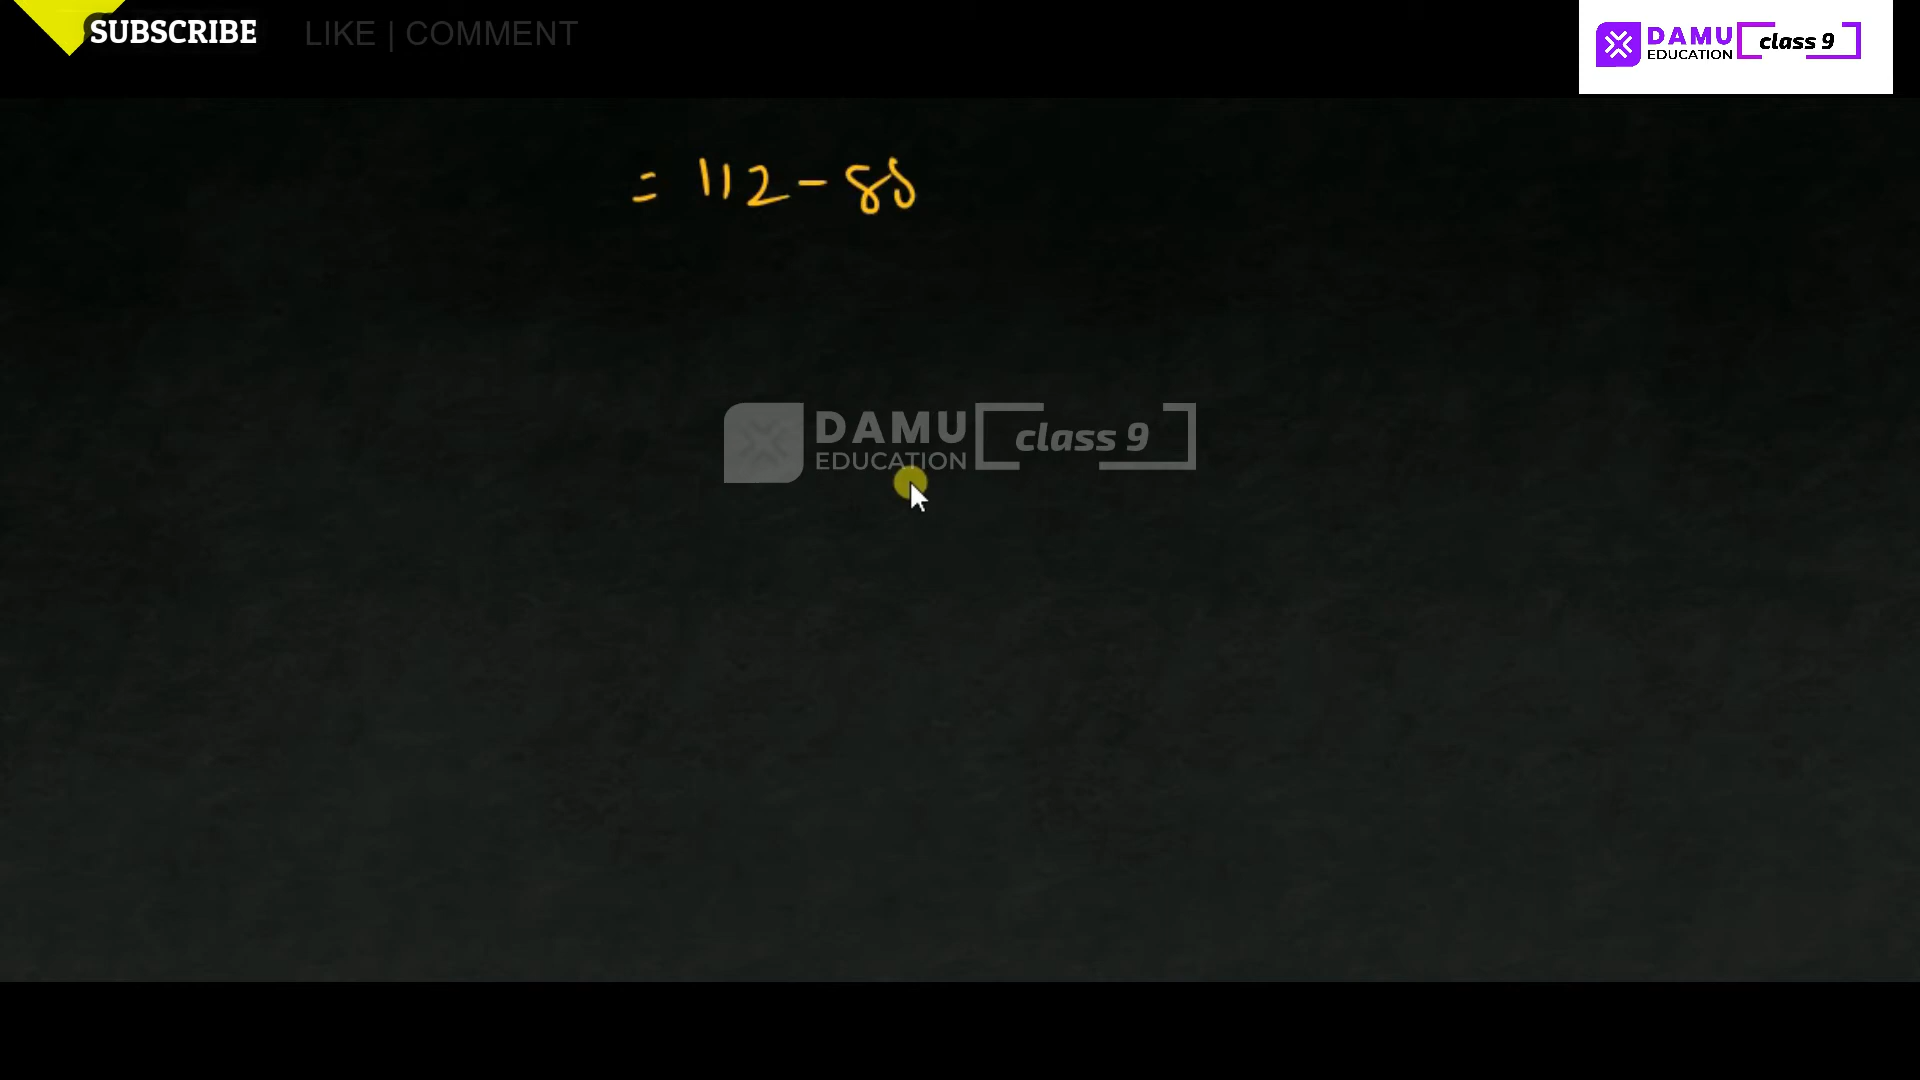 SUBSCRIBE LIKE | COMMENT
DAMU EDUCATION class 9
= 112 - 88
DAMU EDUCATION class 9